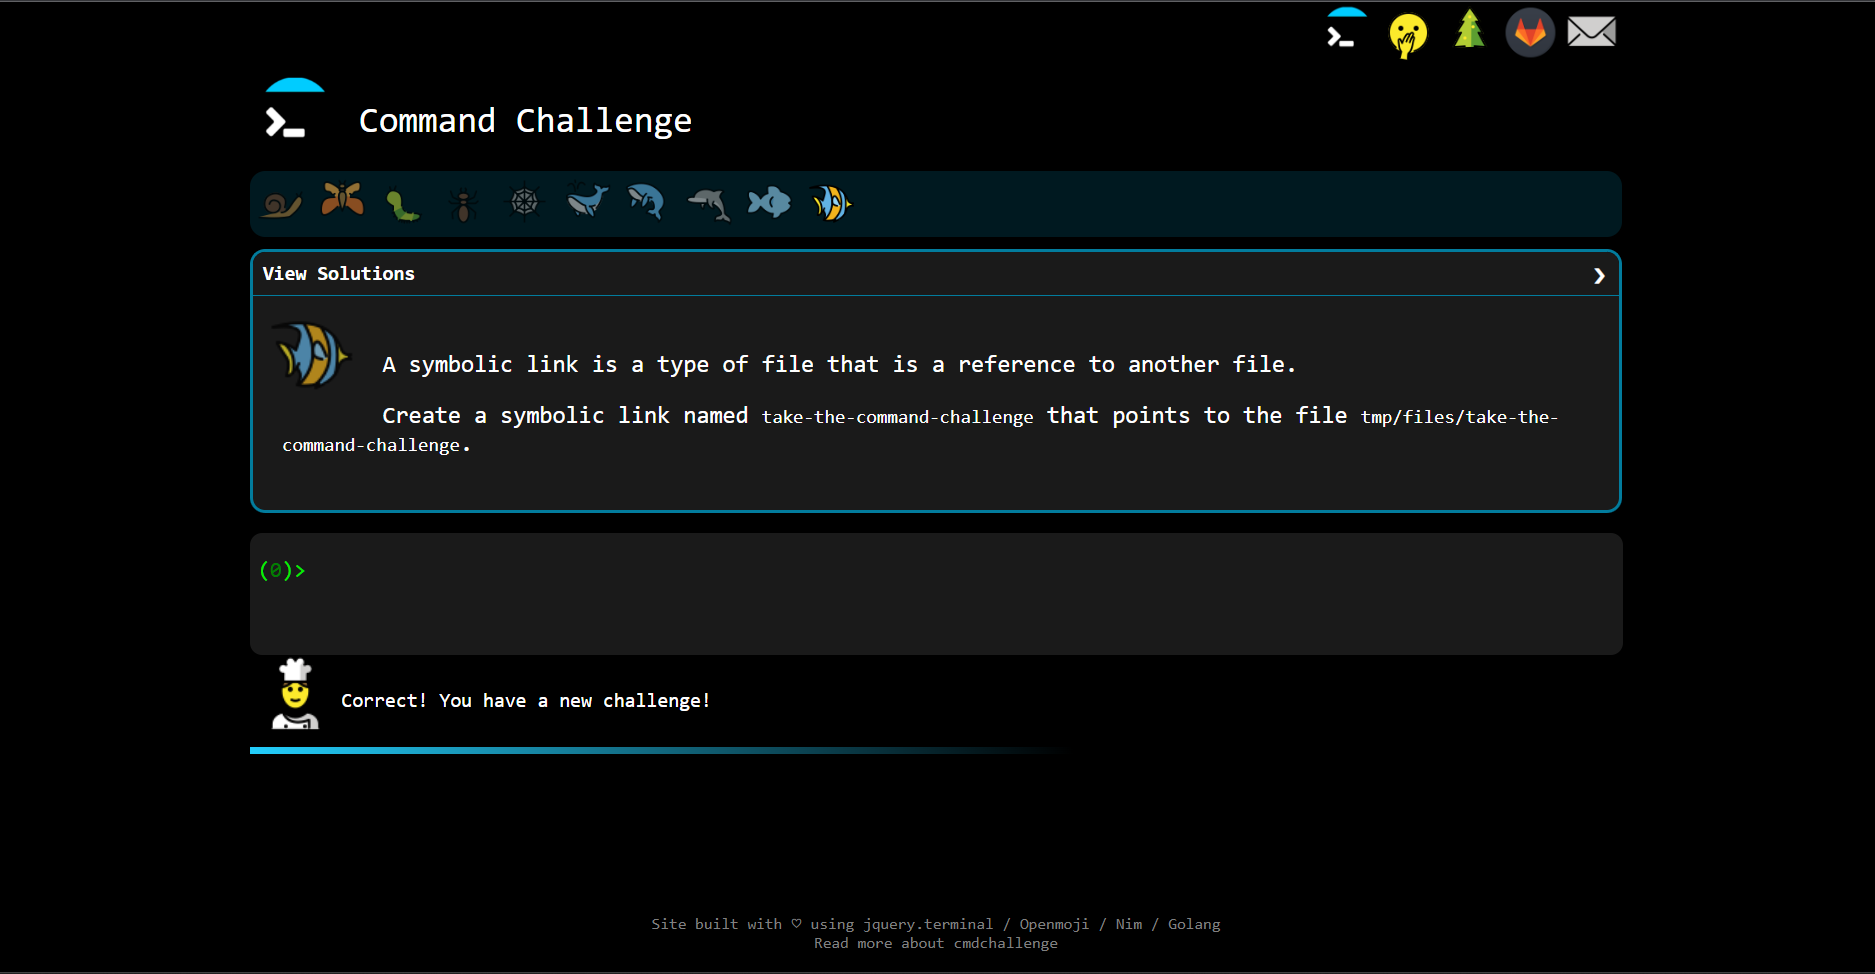 Command Challenge
View Solutions
A symbolic link is a type of file that is a reference to another file.
Create a symbolic link named take-the-command-challenge that points to the file tmp/files/take-the-
command-challenge.
(0)>
Correct! You have a new challenge!
Site built with ♡ using jquery.terminal / Openmoji / Nim / Golang
Read more about cmdchallenge